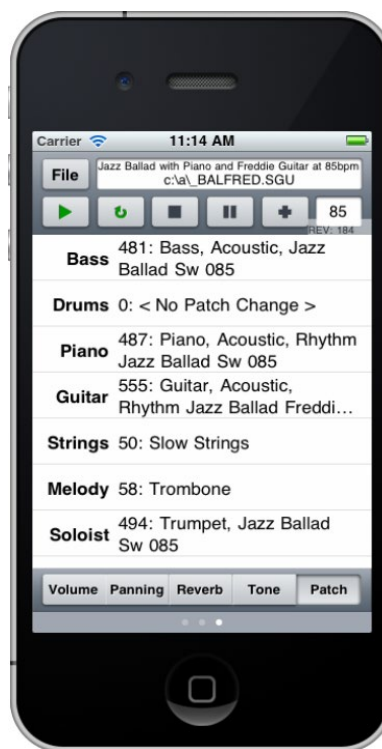 Carrier 11:14 AM
File Jazz Ballad with Piano and Freddie Guitar at 85bpm
c:\a\_BALFRED.SGU
85
REV: 184
Bass 481: Bass, Acoustic, Jazz
Ballad Sw 085
Drums 0: < No Patch Change >
Piano 487: Piano, Acoustic, Rhythm
Jazz Ballad Sw 085
Guitar 555: Guitar, Acoustic,
Rhythm Jazz Ballad Freddi...
Strings 50: Slow Strings
Melody 58: Trombone
Soloist 494: Trumpet, Jazz Ballad
Sw 085
Volume Panning Reverb Tone Patch